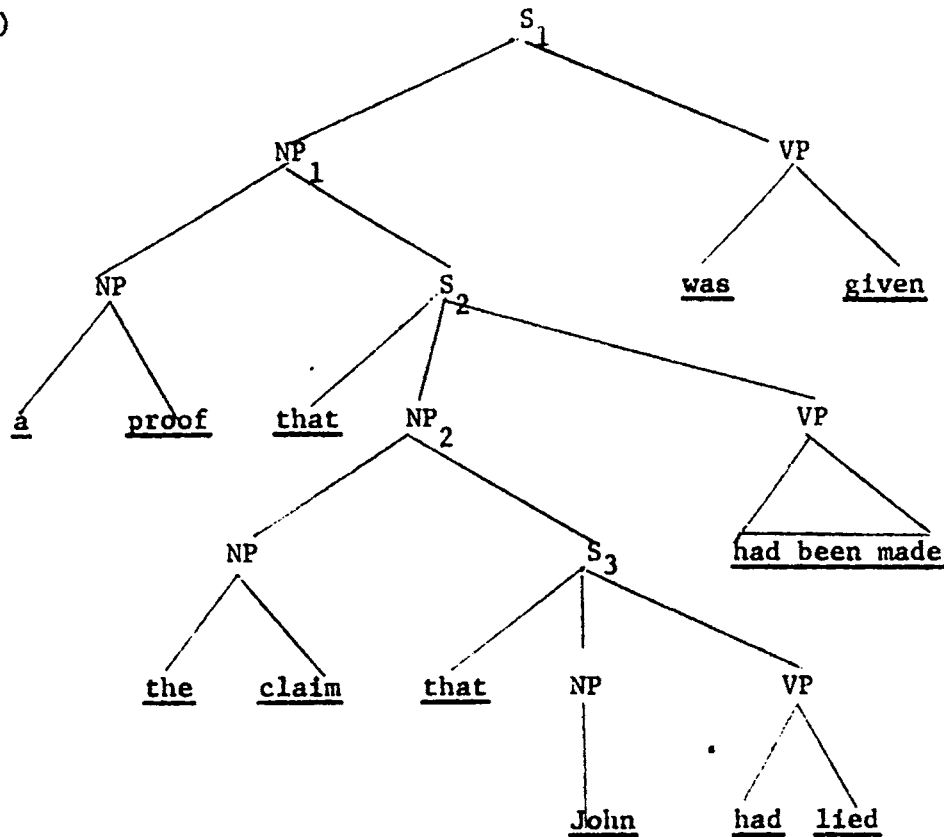 )
S1
NP1 VP
NP S2 was given
a proof that NP2 VP
NP S3 had been made
the claim that NP VP
John had lied